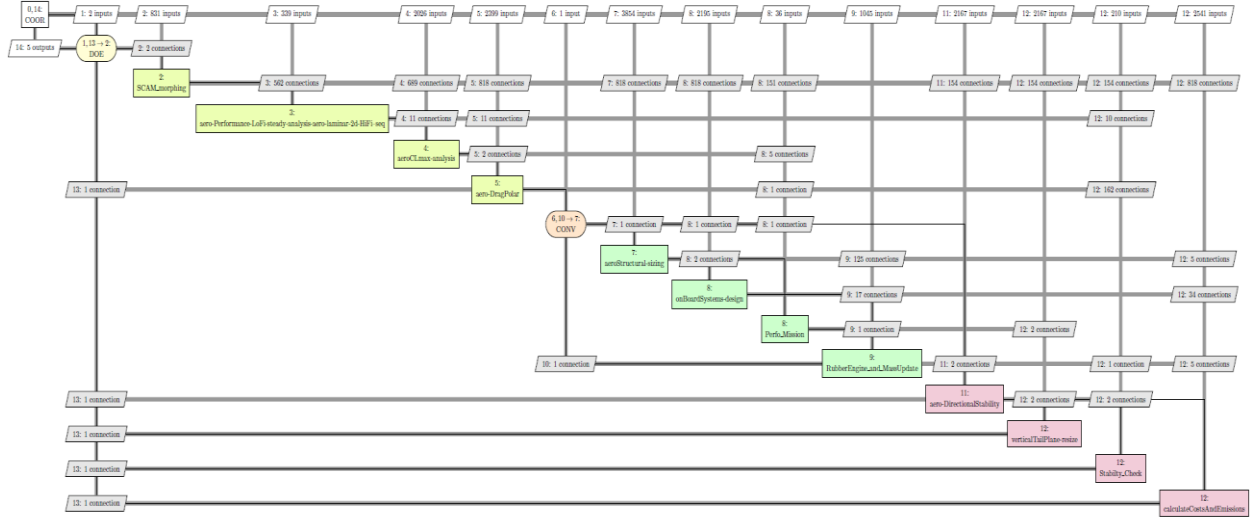 0, 14:
COOR
1: 2 inputs
2: 831 inputs
3: 339 inputs
4: 2026 inputs
5: 2399 inputs
6: 1 input
7: 3854 inputs
8: 2195 inputs
8: 36 inputs
9: 1045 inputs
11: 2167 inputs
12: 2167 inputs
12: 210 inputs
12: 2541 inputs
14: 5 outputs
1, 13 → 2:
DOE
2: 2 connections
2:
SCAM_morphing
3: 562 connections
4: 689 connections
5: 818 connections
7: 818 connections
8: 818 connections
8: 151 connections
11: 154 connections
12: 154 connections
12: 154 connections
12: 818 connections
3:
aero-Performance-LoFi-steady-analysis-aero-laminar-2d-HiFi_seq
4: 11 connections
5: 11 connections
12: 10 connections
4:
aeroCLmax-analysis
5: 2 connections
8: 5 connections
13: 1 connection
5:
aero-DragPolar
8: 1 connection
12: 162 connections
6, 10 → 7:
CONV
7: 1 connection
8: 1 connection
8: 1 connection
7:
aeroStructural-sizing
8: 2 connections
9: 125 connections
12: 5 connections
8:
onBoardSystems-design
9: 17 connections
12: 34 connections
8:
Perfo_Mission
9: 1 connection
12: 2 connections
10: 1 connection
9:
RubberEngine_and_MassUpdate
11: 2 connections
12: 1 connection
12: 5 connections
13: 1 connection
11:
aero-DirectionalStability
12: 2 connections
12: 2 connections
13: 1 connection
12:
verticalTailPlane-resize
13: 1 connection
12:
Stabilty_Check
13: 1 connection
12:
calculateCostsAndEmissions